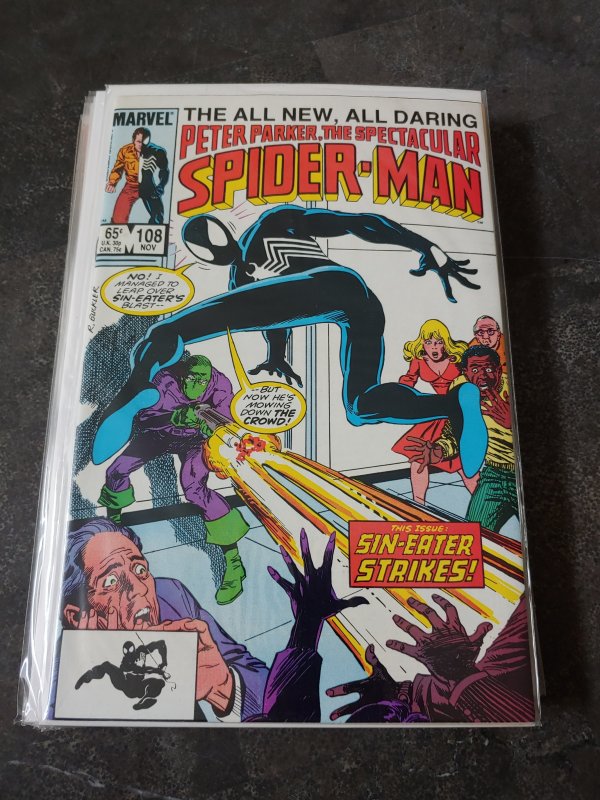 THE ALL NEW, ALL DARING
MARVEL
PETER PARKER, THE SPECTACULAR
SPIDER-MAN
TM
65¢
U.K. 30p
CAN. 75¢
108
NOV
NO! I
MANAGED TO
LEAP OVER
SIN-EATER'S
BLAST--
R. BUCKLER
--BUT
NOW HE'S
MOWING
DOWN THE
CROWD!
THIS ISSUE:
SIN-EATER
STRIKES!